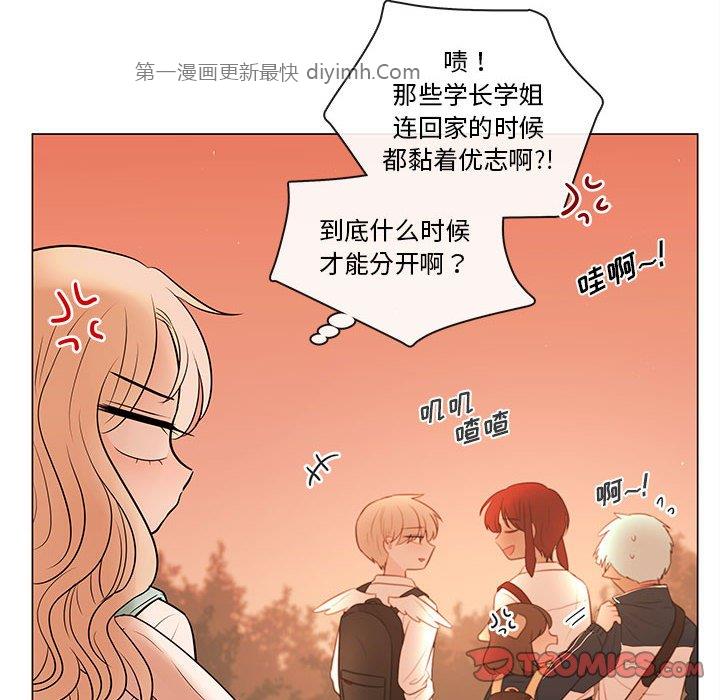 第一漫画更新最快 diyimh.Com
啧！
那些学长学姐
连回家的时候
都黏着优志啊?!
到底什么时候
才能分开啊？
哇啊~!
叽叽
喳喳
啊~!
TOOMICS.COM